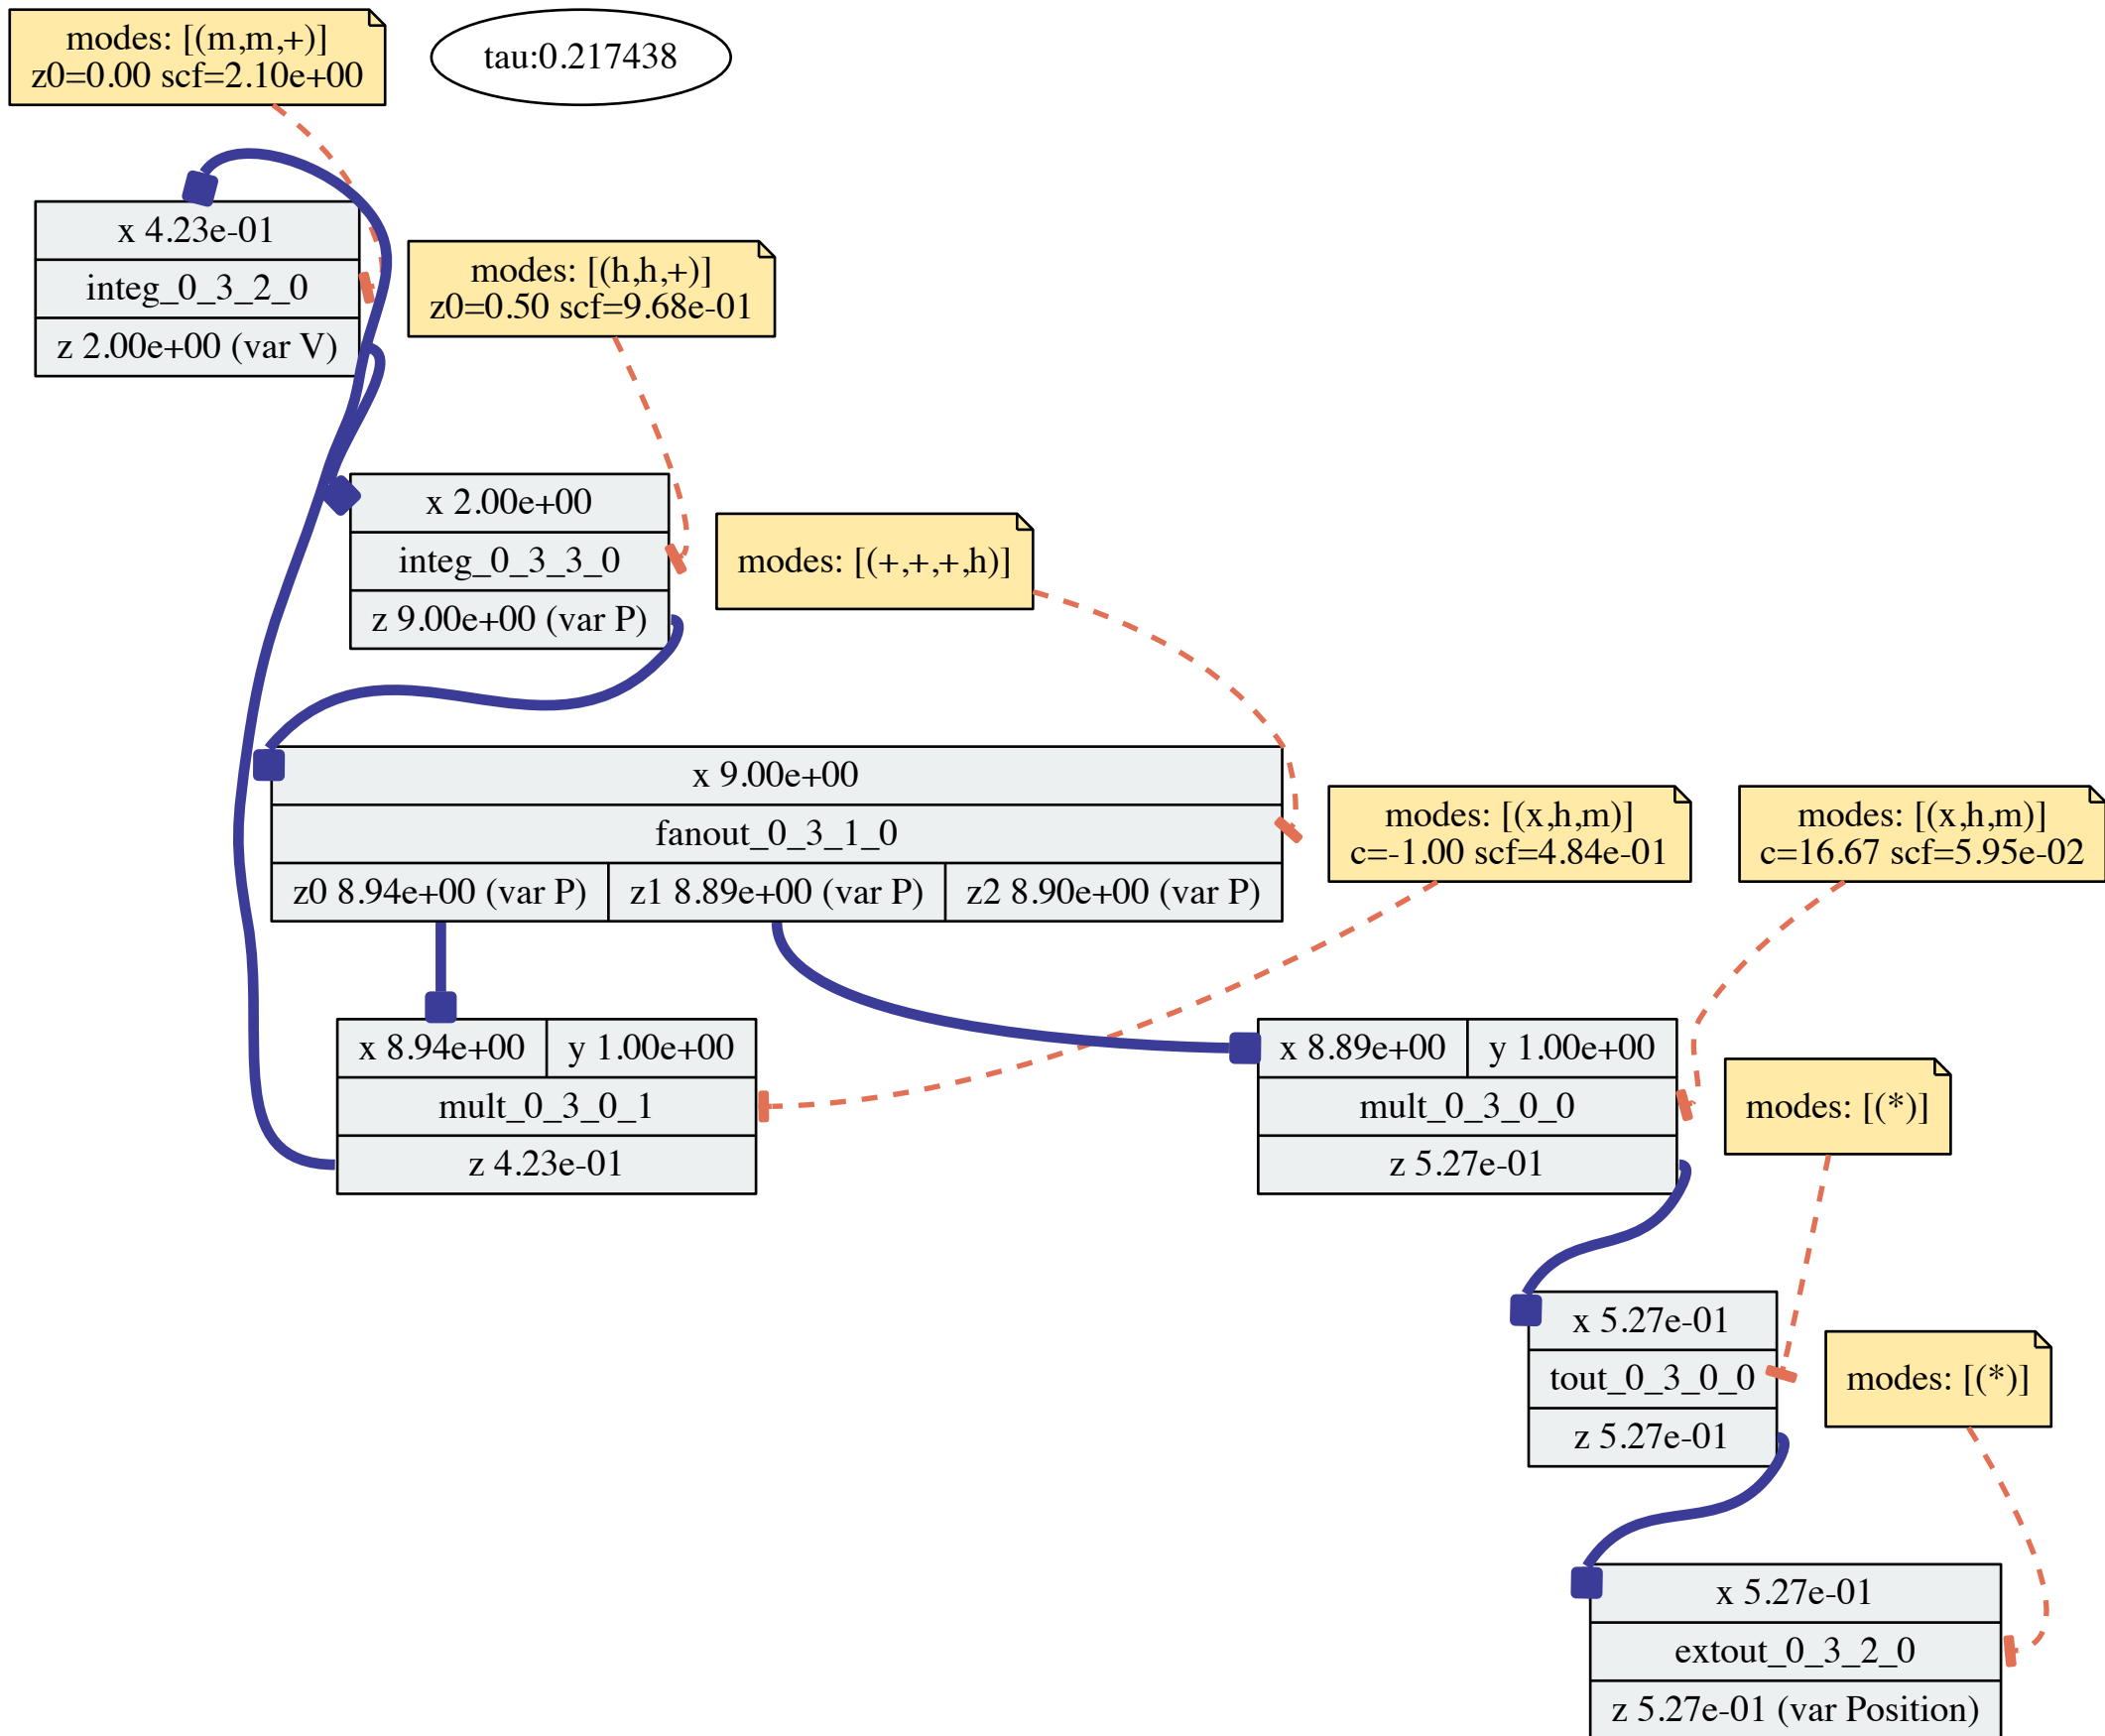 modes: [(m,m,+)]
z0=0.00 scf=2.10e+00
tau:0.217438
x 4.23e-01
integ_0_3_2_0
z 2.00e+00 (var V)
modes: [(h,h,+)]
z0=0.50 scf=9.68e-01
x 2.00e+00
integ_0_3_3_0
z 9.00e+00 (var P)
modes: [(+,+,+,h)]
x 9.00e+00
fanout_0_3_1_0
z0 8.94e+00 (var P)
z1 8.89e+00 (var P)
z2 8.90e+00 (var P)
modes: [(x,h,m)]
c=-1.00 scf=4.84e-01
modes: [(x,h,m)]
c=16.67 scf=5.95e-02
x 8.94e+00
y 1.00e+00
mult_0_3_0_1
z 4.23e-01
x 8.89e+00
y 1.00e+00
mult_0_3_0_0
z 5.27e-01
modes: [(*)]
x 5.27e-01
tout_0_3_0_0
z 5.27e-01
modes: [(*)]
x 5.27e-01
extout_0_3_2_0
z 5.27e-01 (var Position)